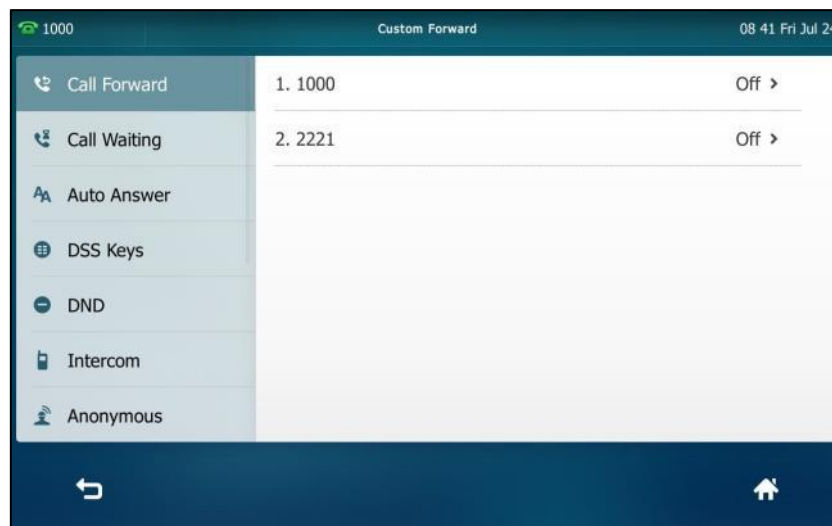 1000 Custom Forward 08 41 Fri Jul 24
Call Forward
1. 1000 Off >
Call Waiting
2. 2221 Off >
Auto Answer
DSS Keys
DND
Intercom
Anonymous